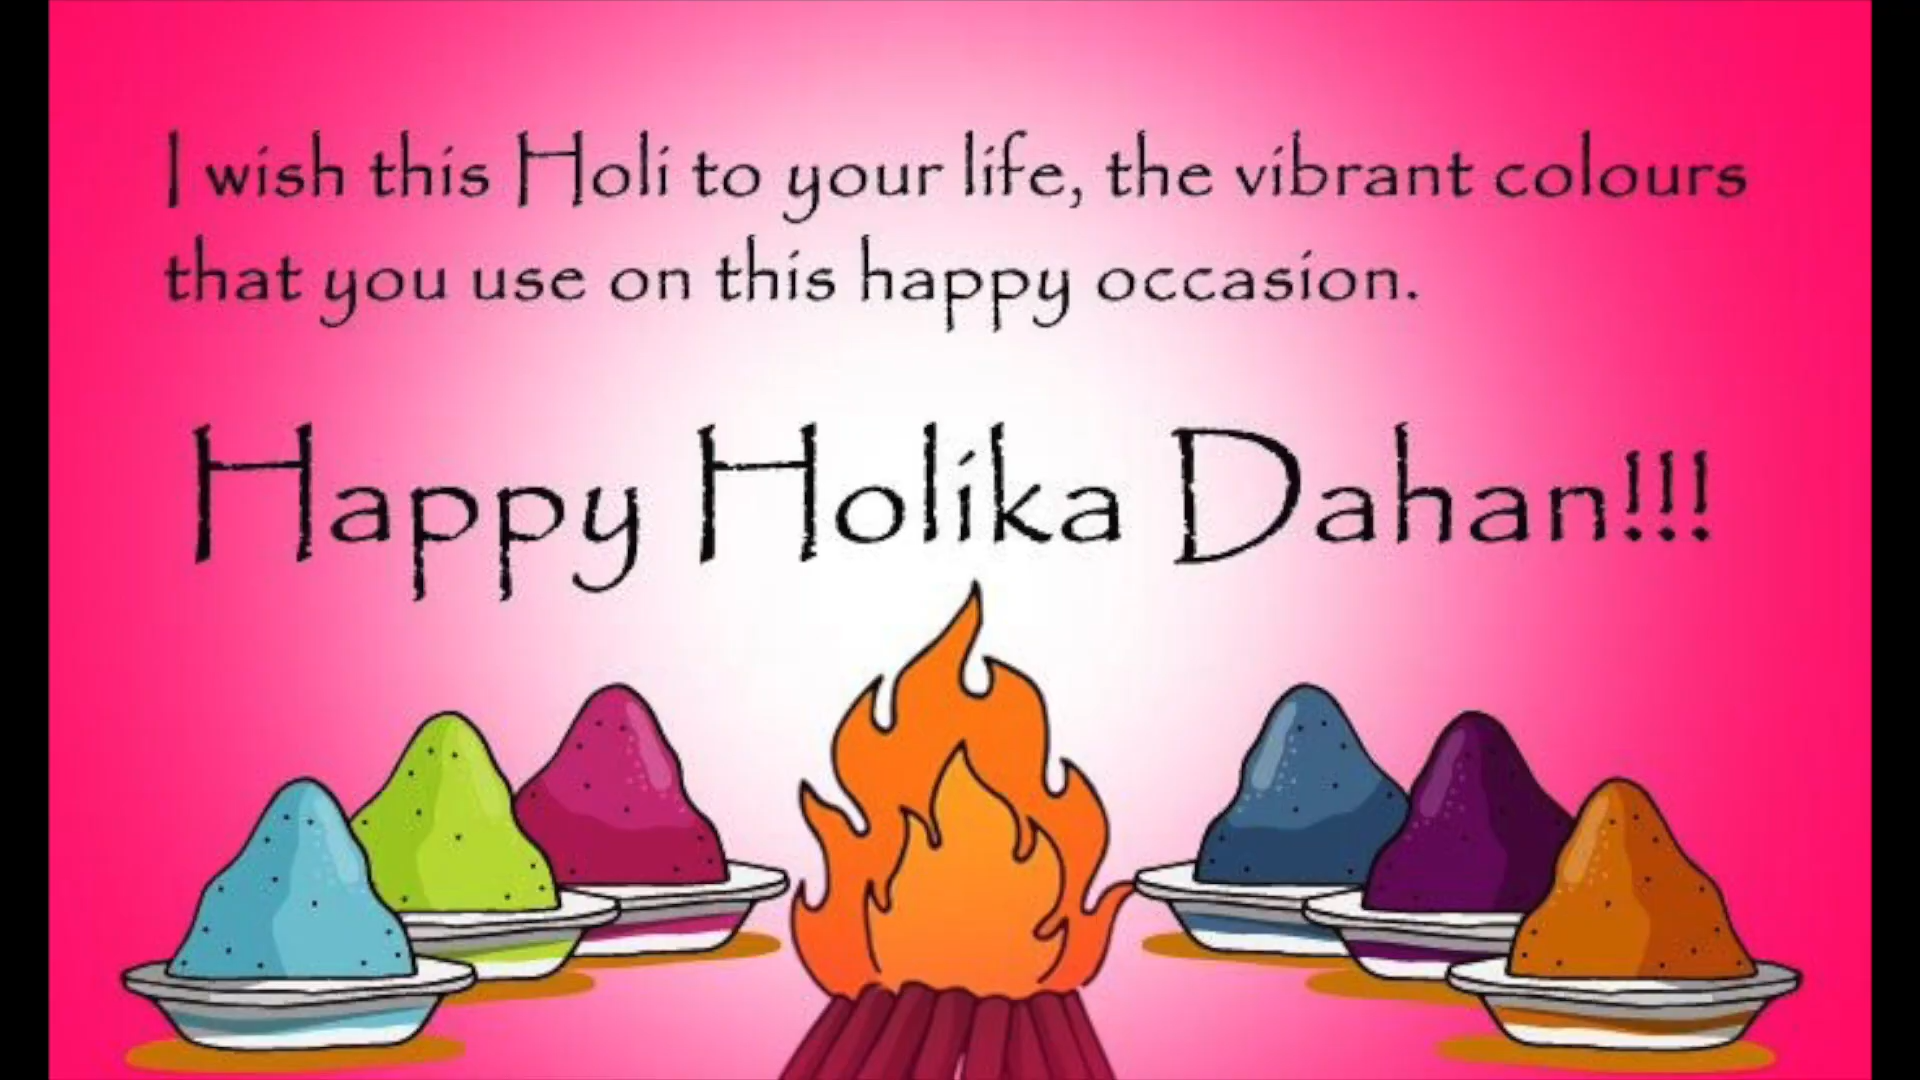 I wish this Holi to your life, the vibrant colours
that you use on this happy occasion.
Happy Holika Dahan!!!